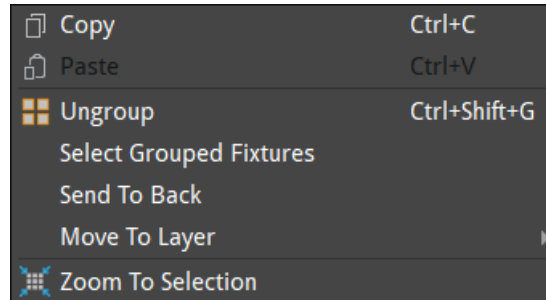 Copy Ctrl+C
Paste Ctrl+V
Ungroup Ctrl+Shift+G
Select Grouped Fixtures
Send To Back
Move To Layer
Zoom To Selection